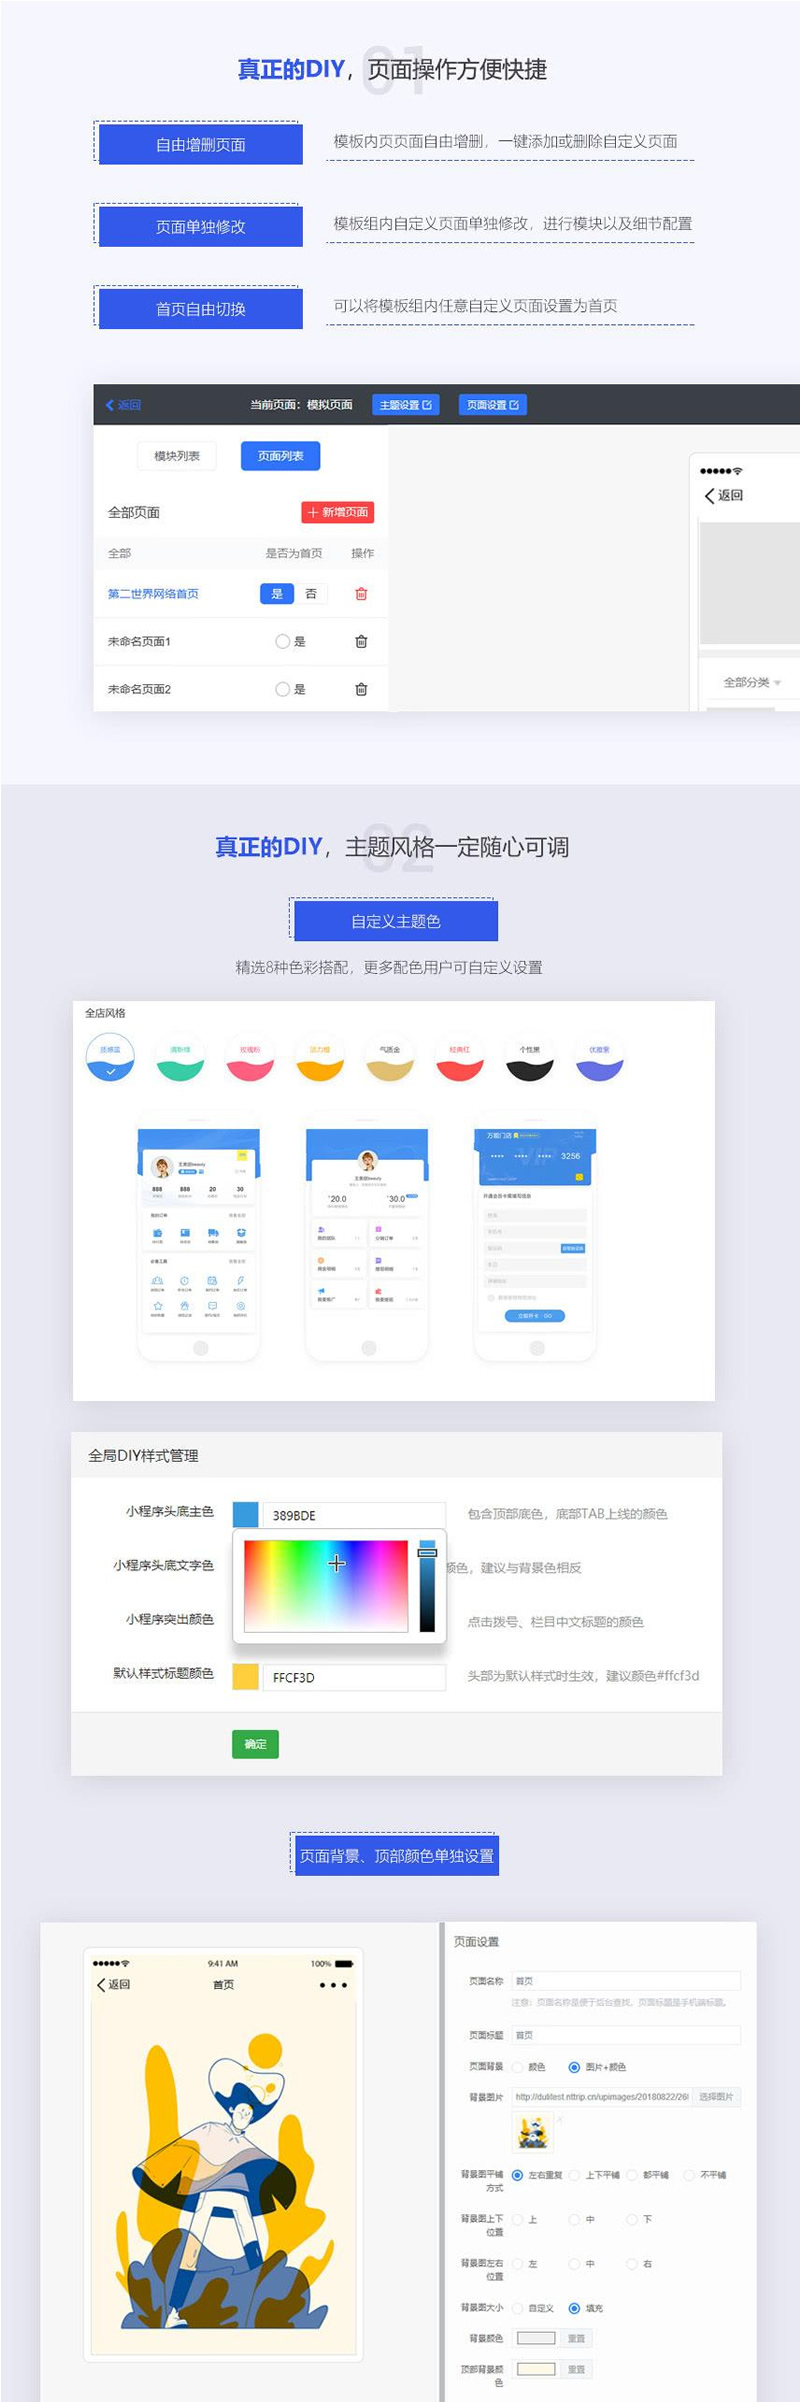 01
真正的DIY，页面操作方便快捷
自由增删页面
模板内页页面自由增删，一键添加或删除自定义页面
页面单独修改
模板组内自定义页面单独修改，进行模块以及细节配置
首页自由切换
可以将模板组内任意自定义页面设置为首页
返回 当前页面：模拟页面 主题设置 页面设置
模块列表 页面列表
全部页面 + 新增页面
返回
全部 是否为首页 操作
第二世界网络首页 是 否
未命名页面1 是
未命名页面2 是
全部分类
02
真正的DIY，主题风格一定随心可调
自定义主题色
精选8种色彩搭配，更多配色用户可自定义设置
全店风格
质感蓝 清新绿 玫瑰粉 活力橙 气质金 经典红 个性黑 优雅紫
888 888 20 30
20.0 30.0
万能门店
VIP
**** **** **** 3256
全局DIY样式管理
小程序头底主色 389BDE 包含顶部底色，底部TAB上线的颜色
小程序头底文字色 颜色，建议与背景色相反
小程序突出颜色 点击拨号、栏目中文标题的颜色
默认样式标题颜色 FFCF3D 头部为默认样式时生效，建议颜色#ffcf3d
确定
页面背景、顶部颜色单独设置
9:41 AM 100%
返回 首页
页面设置
页面名称 首页
注意：页面名称是便于后台查找，页面标题是手机端标题。
页面标题 首页
页面背景 颜色 图片+颜色
背景图片 http://dulitest.nttrip.cn/upimages/20180822/26 选择图片
背景图平铺方式 左右重复 上下平铺 都平铺 不平铺
背景图上下位置 上 中 下
背景图左右位置 左 中 右
背景图大小 自定义 填充
背景颜色 重置
顶部背景颜色 重置